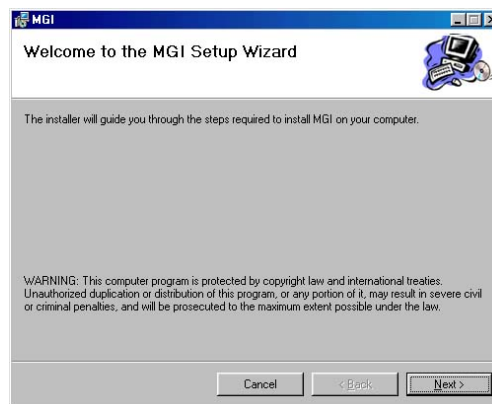 MGI
Welcome to the MGI Setup Wizard
The installer will guide you through the steps required to install MGI on your computer.
WARNING: This computer program is protected by copyright law and international treaties.
Unauthorized duplication or distribution of this program, or any portion of it, may result in severe civil
or criminal penalties, and will be prosecuted to the maximum extent possible under the law.
Cancel
< Back
Next >